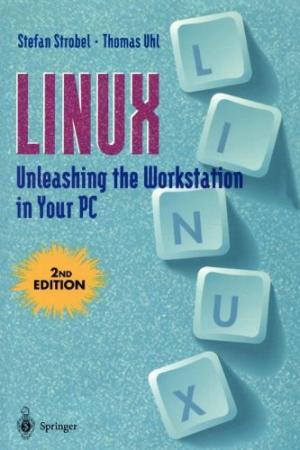 Stefan Strobel · Thomas Uhl
LINUX
Unleashing the Workstation
in Your PC
2ND
EDITION
L
I
N
U
X
Springer